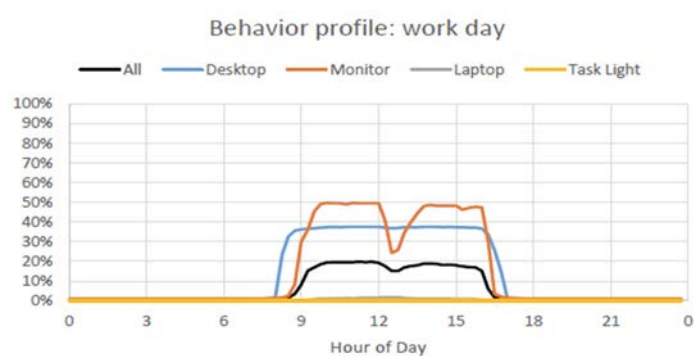 Behavior profile: work day
All Desktop Monitor Laptop Task Light
100%
90%
80%
70%
60%
50%
40%
30%
20%
10%
0%
0 3 6 9 12 15 18 21 0
Hour of Day